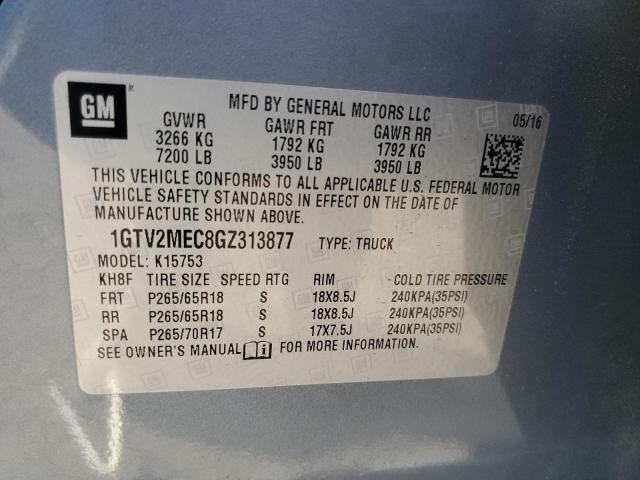 GM
MFD BY GENERAL MOTORS LLC
05/16
GVWR GAWR FRT GAWR RR
3266 KG 1792 KG 1792 KG
7200 LB 3950 LB 3950 LB
THIS VEHICLE CONFORMS TO ALL APPLICABLE U.S. FEDERAL MOTOR
VEHICLE SAFETY STANDARDS IN EFFECT ON THE DATE OF
MANUFACTURE SHOWN ABOVE.
1GTV2MEC8GZ313877 TYPE: TRUCK
MODEL: K15753
KH8F TIRE SIZE SPEED RTG RIM COLD TIRE PRESSURE
FRT P265/65R18 S 18X8.5J 240KPA(35PSI)
RR P265/65R18 S 18X8.5J 240KPA(35PSI)
SPA P265/70R17 S 17X7.5J 240KPA(35PSI)
SEE OWNER'S MANUAL i FOR MORE INFORMATION.